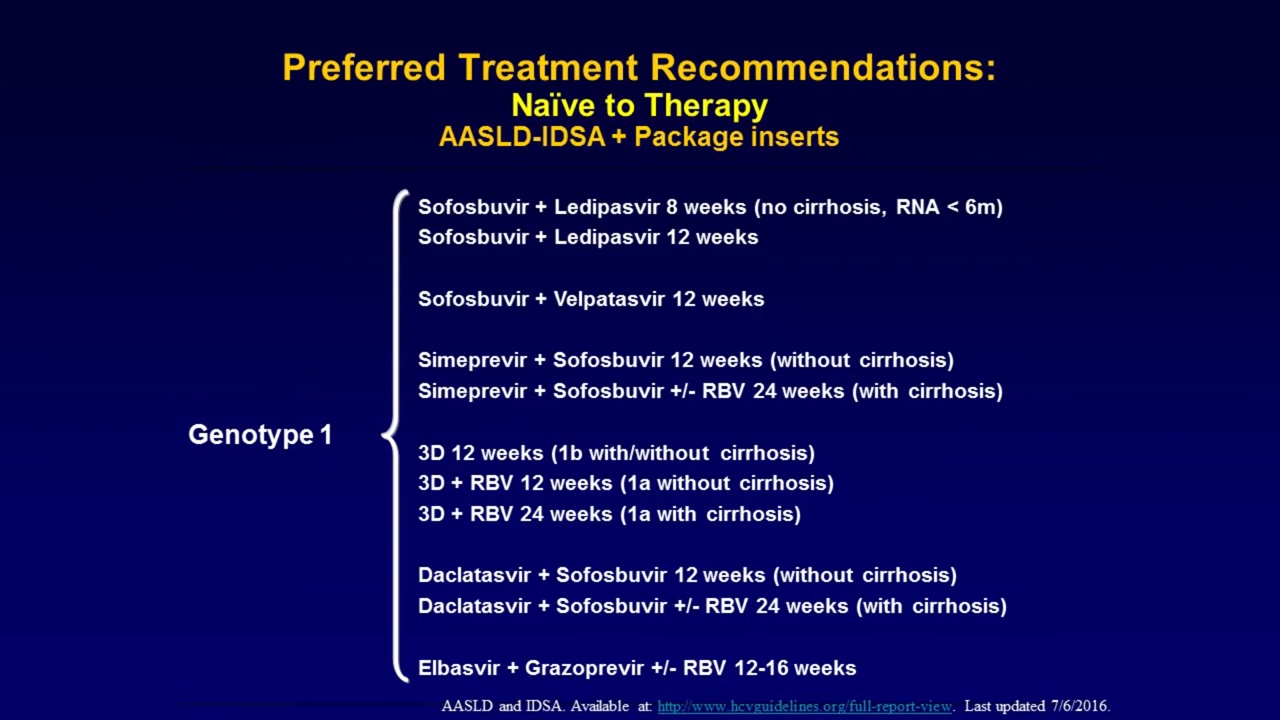 Preferred Treatment Recommendations:
Naïve to Therapy
AASLD-IDSA + Package inserts
Sofosbuvir + Ledipasvir 8 weeks (no cirrhosis, RNA < 6m)
Sofosbuvir + Ledipasvir 12 weeks
Sofosbuvir + Velpatasvir 12 weeks
Simeprevir + Sofosbuvir 12 weeks (without cirrhosis)
Simeprevir + Sofosbuvir +/- RBV 24 weeks (with cirrhosis)
Genotype 1
3D 12 weeks (1b with/without cirrhosis)
3D + RBV 12 weeks (1a without cirrhosis)
3D + RBV 24 weeks (1a with cirrhosis)
Daclatasvir + Sofosbuvir 12 weeks (without cirrhosis)
Daclatasvir + Sofosbuvir +/- RBV 24 weeks (with cirrhosis)
Elbasvir + Grazoprevir +/- RBV 12-16 weeks
AASLD and IDSA. Available at: http://www.hcvguidelines.org/full-report-view. Last updated 7/6/2016.